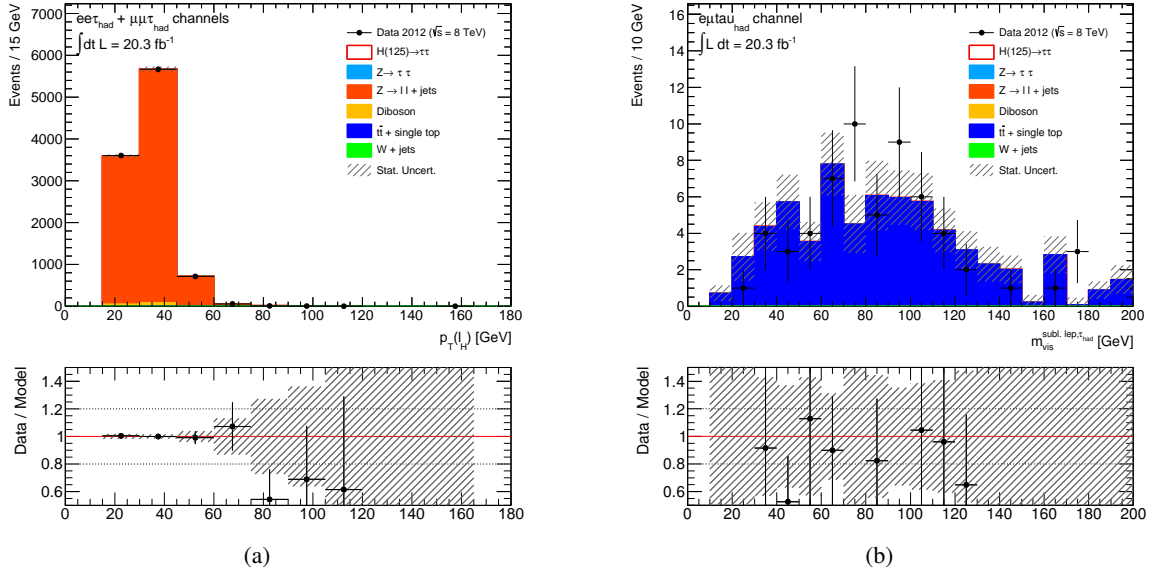 eeτhad + μμτhad channels
∫dt L = 20.3 fb-1
Data 2012 (√s = 8 TeV)
H(125)→ττ
Z→ τ τ
Z → l l + jets
Diboson
tt̄ + single top
W + jets
Stat. Uncert.
Events / 15 GeV
7000
6000
5000
4000
3000
2000
1000
0
0 20 40 60 80 100 120 140 160 180
pT(lH) [GeV]
Data / Model
1.4
1.2
1
0.8
0.6
0 20 40 60 80 100 120 140 160 180
(a)
eμtauhad channel
∫L dt = 20.3 fb-1
Data 2012 (√s = 8 TeV)
H(125)→ττ
Z→ τ τ
Z → l l + jets
Diboson
tt̄ + single top
W + jets
Stat. Uncert.
Events / 10 GeV
16
14
12
10
8
6
4
2
0
0 20 40 60 80 100 120 140 160 180 200
mvis subl. lep,τhad [GeV]
Data / Model
1.4
1.2
1
0.8
0.6
0 20 40 60 80 100 120 140 160 180 200
(b)